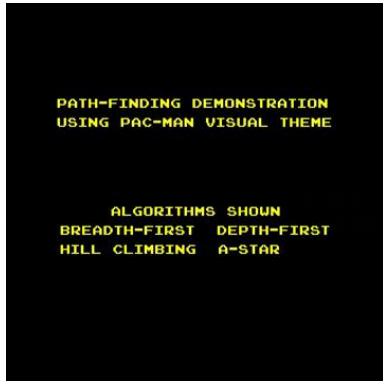 PATH-FINDING DEMONSTRATION
USING PAC-MAN VISUAL THEME
ALGORITHMS SHOWN
BREADTH-FIRST DEPTH-FIRST
HILL CLIMBING A-STAR